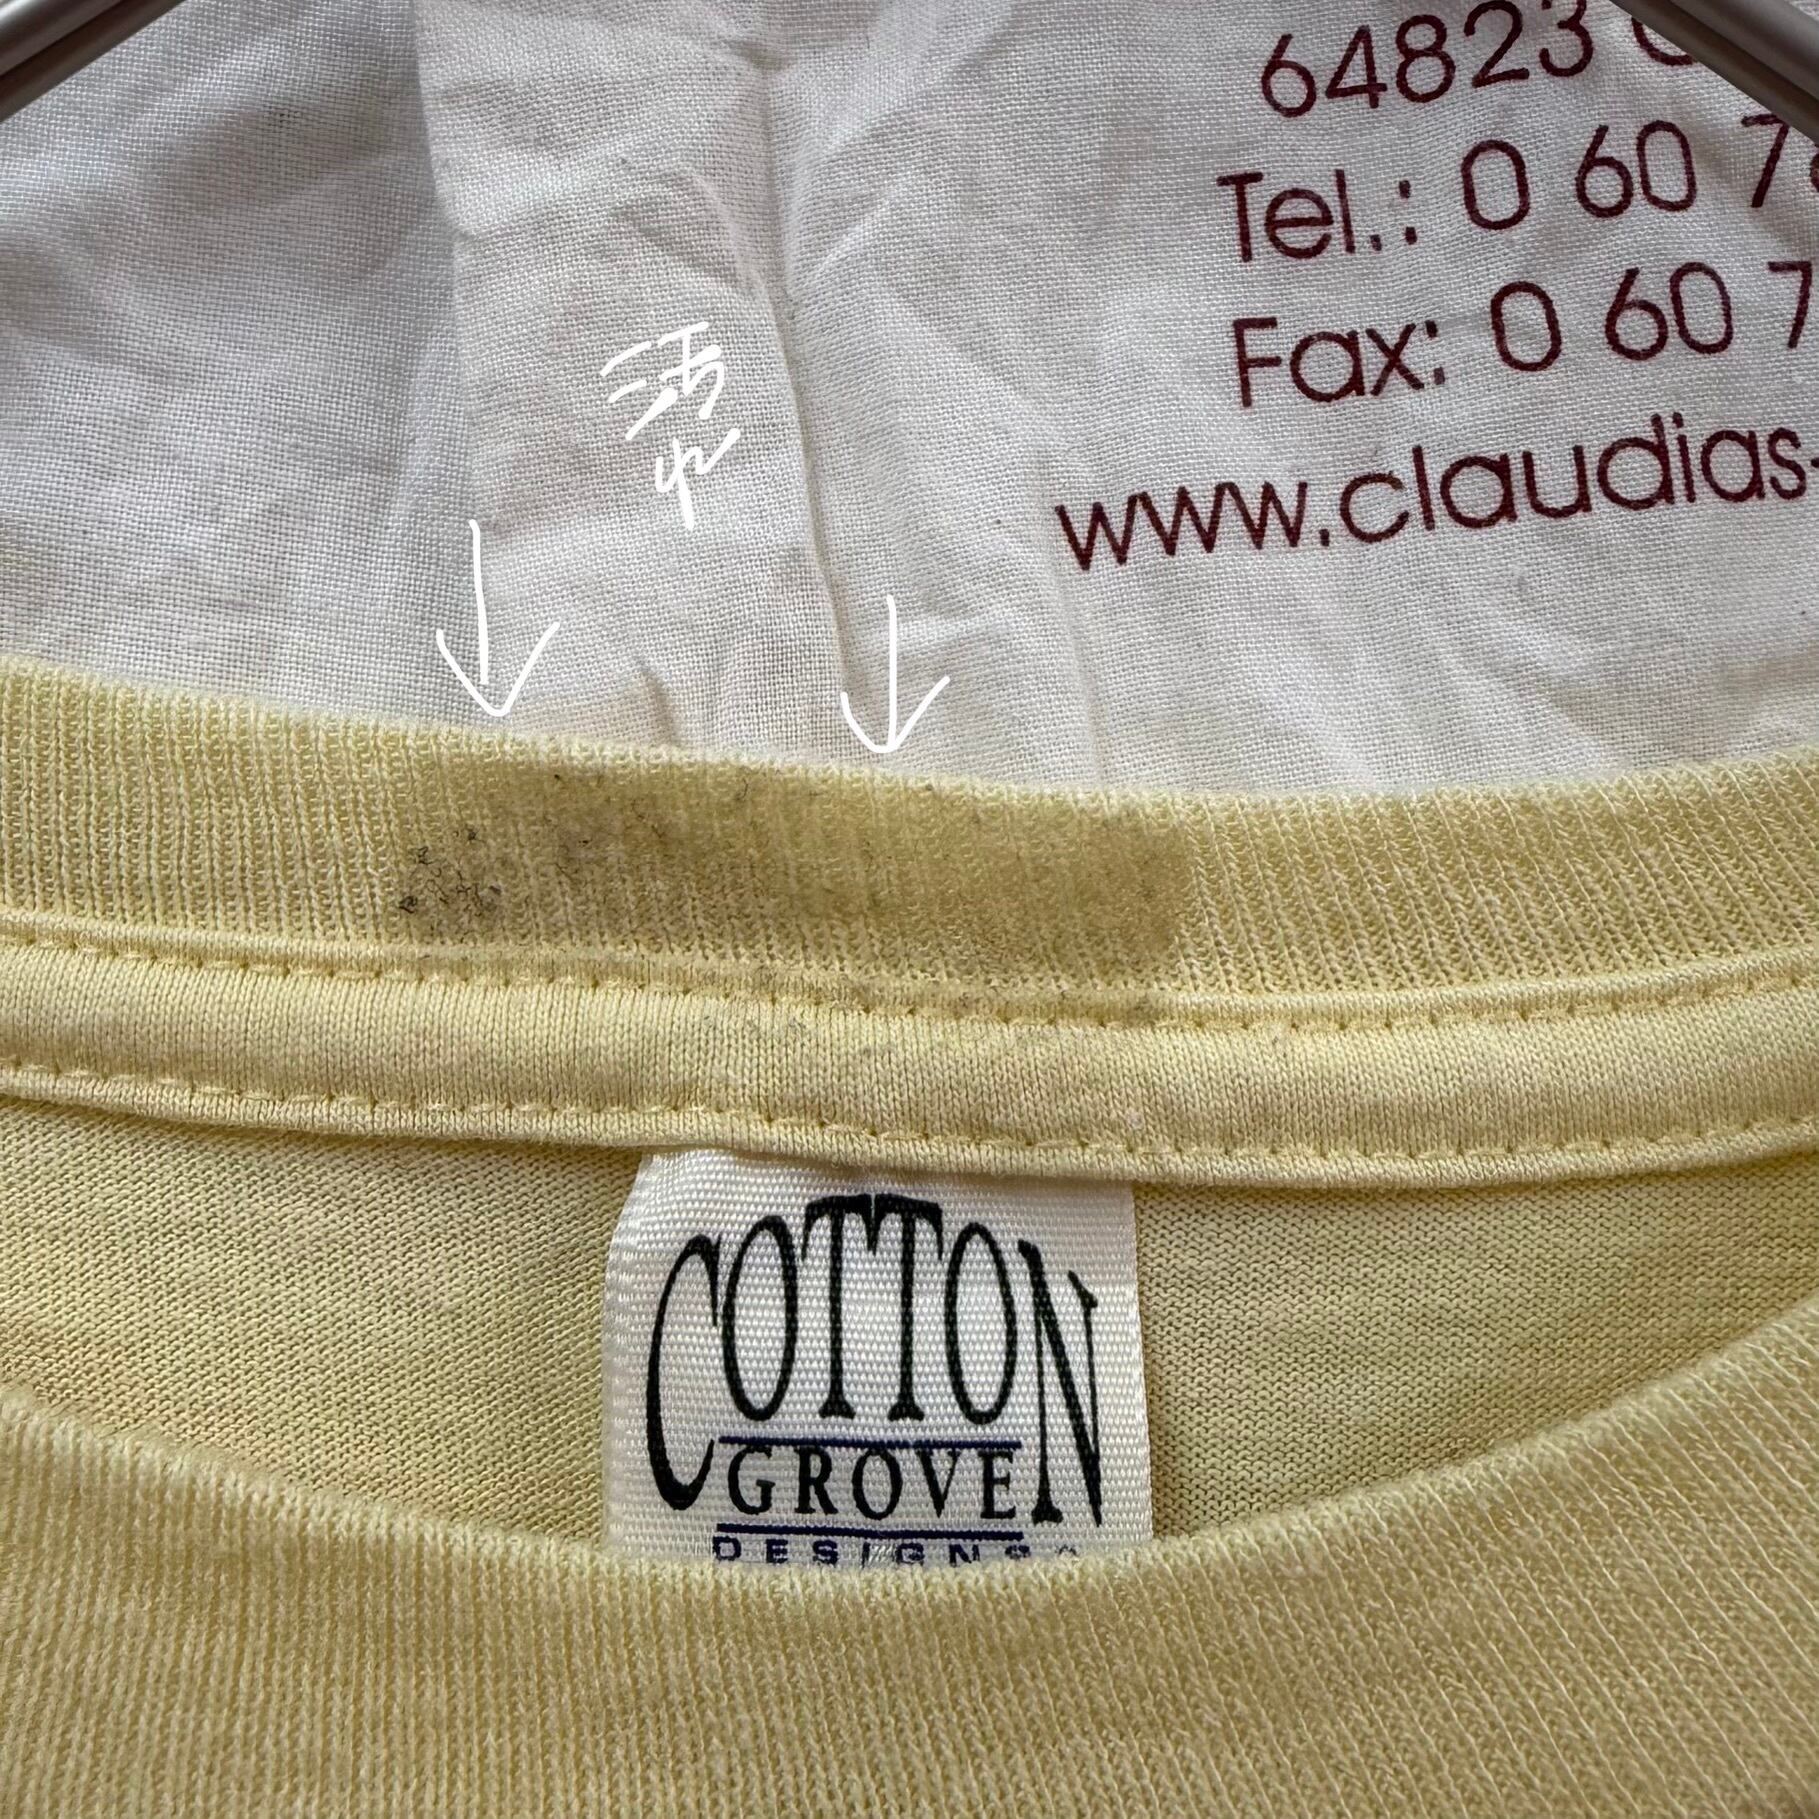 64823
Tel.: 0 60 7
Fax: 0 60 7
www.claudias-
汚れ
COTTON
GROVE
DESIGNS